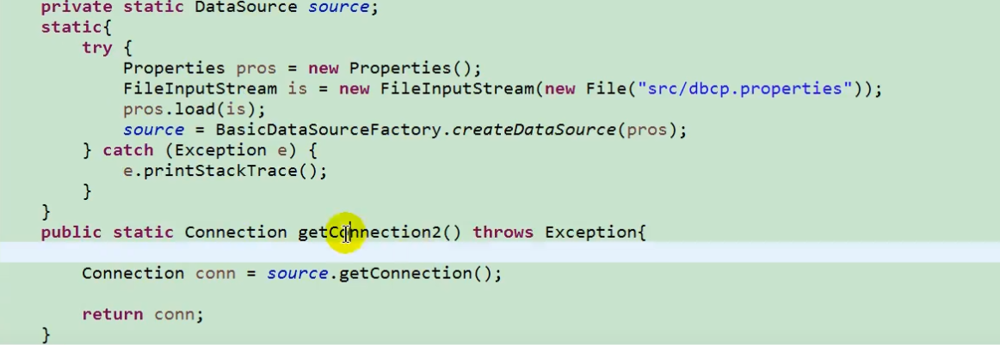 private static DataSource source;
static{
try {
Properties pros = new Properties();
FileInputStream is = new FileInputStream(new File("src/dbcp.properties"));
pros.load(is);
source = BasicDataSourceFactory.createDataSource(pros);
} catch (Exception e) {
e.printStackTrace();
}
}
public static Connection getConnection2() throws Exception{
Connection conn = source.getConnection();
return conn;
}